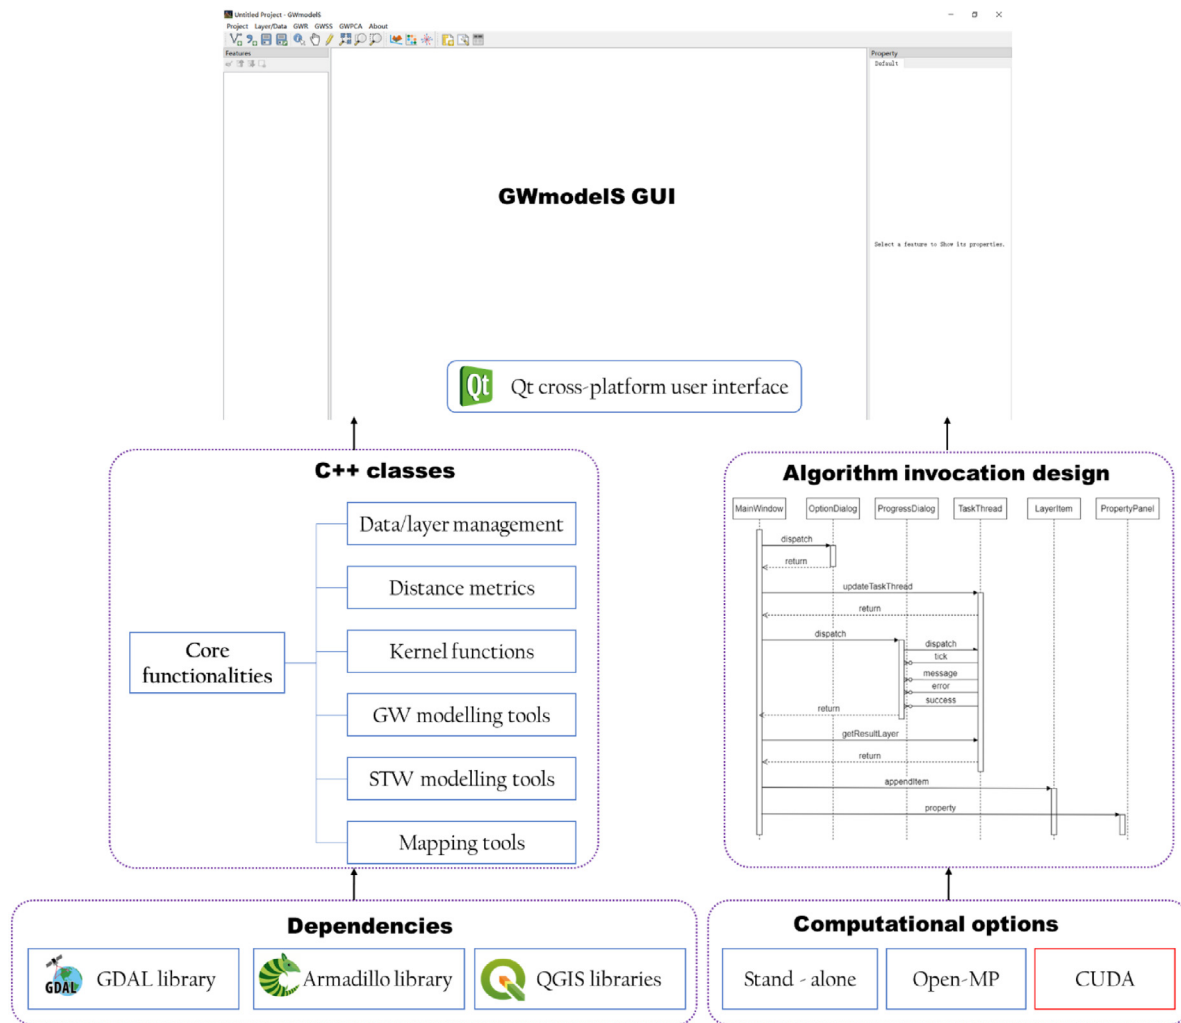 Untitled Project - GWmodelS
Project Layer/Data GWR GWSS GWPCA About
Features
Property
Default
GWmodelS GUI
Select a feature to Show its properties.
Qt Qt cross-platform user interface
C++ classes
Core
functionalities
Data/layer management
Distance metrics
Kernel functions
GW modelling tools
STW modelling tools
Mapping tools
Algorithm invocation design
MainWindow OptionDialog ProgressDialog TaskThread LayerItem PropertyPanel
dispatch
return
updateTaskThread
return
dispatch
dispatch
tick
message
error
success
return
getResultLayer
return
appendItem
property
Dependencies
GDAL GDAL library
Armadillo library
QGIS libraries
Computational options
Stand - alone
Open-MP
CUDA